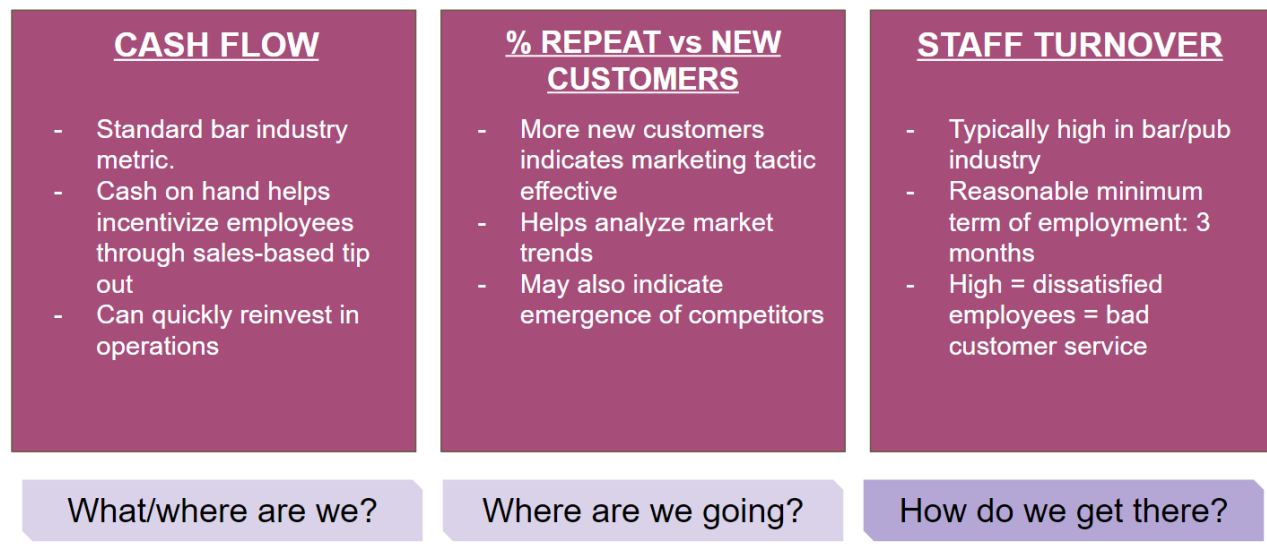 CASH FLOW
- Standard bar industry
metric.
- Cash on hand helps
incentivize employees
through sales-based tip
out
- Can quickly reinvest in
operations
% REPEAT vs NEW
CUSTOMERS
- More new customers
indicates marketing tactic
effective
- Helps analyze market
trends
- May also indicate
emergence of competitors
STAFF TURNOVER
- Typically high in bar/pub
industry
- Reasonable minimum
term of employment: 3
months
- High = dissatisfied
employees = bad
customer service
What/where are we?
Where are we going?
How do we get there?